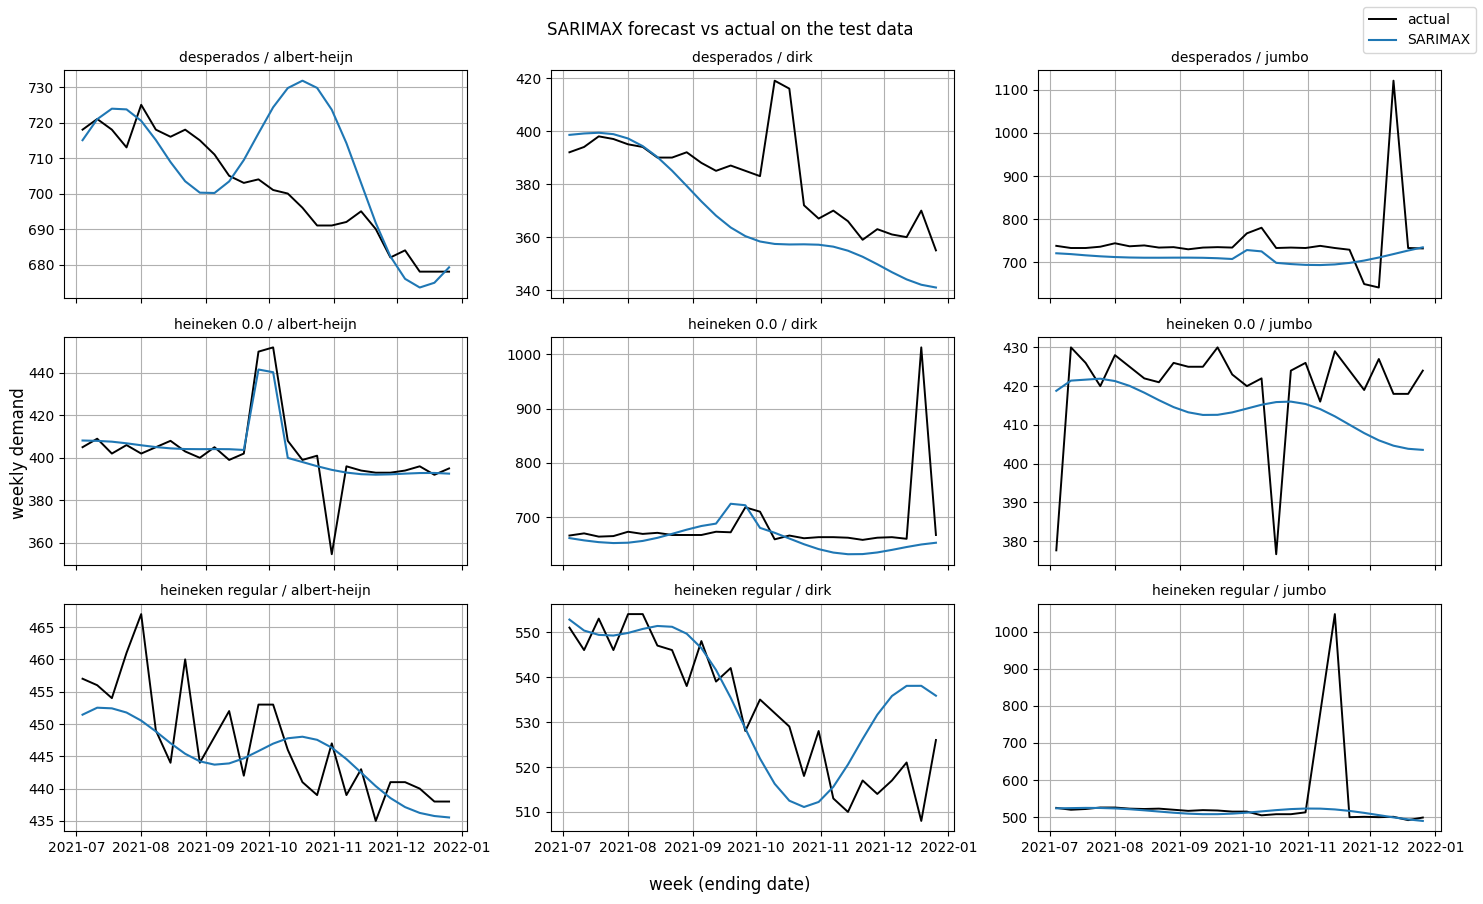 SARIMAX forecast vs actual on the test data
actual
SARIMAX
desperados / albert-heijn
730
720
710
700
690
680
desperados / dirk
420
400
380
360
340
desperados / jumbo
1100
1000
900
800
700
weekly demand
heineken 0.0 / albert-heijn
440
420
400
380
360
heineken 0.0 / dirk
1000
900
800
700
heineken 0.0 / jumbo
430
420
410
400
390
380
heineken regular / albert-heijn
465
460
455
450
445
440
435
2021-07 2021-08 2021-09 2021-10 2021-11 2021-12 2022-01
heineken regular / dirk
550
540
530
520
510
2021-07 2021-08 2021-09 2021-10 2021-11 2021-12 2022-01
heineken regular / jumbo
1000
900
800
700
600
500
2021-07 2021-08 2021-09 2021-10 2021-11 2021-12 2022-01
week (ending date)